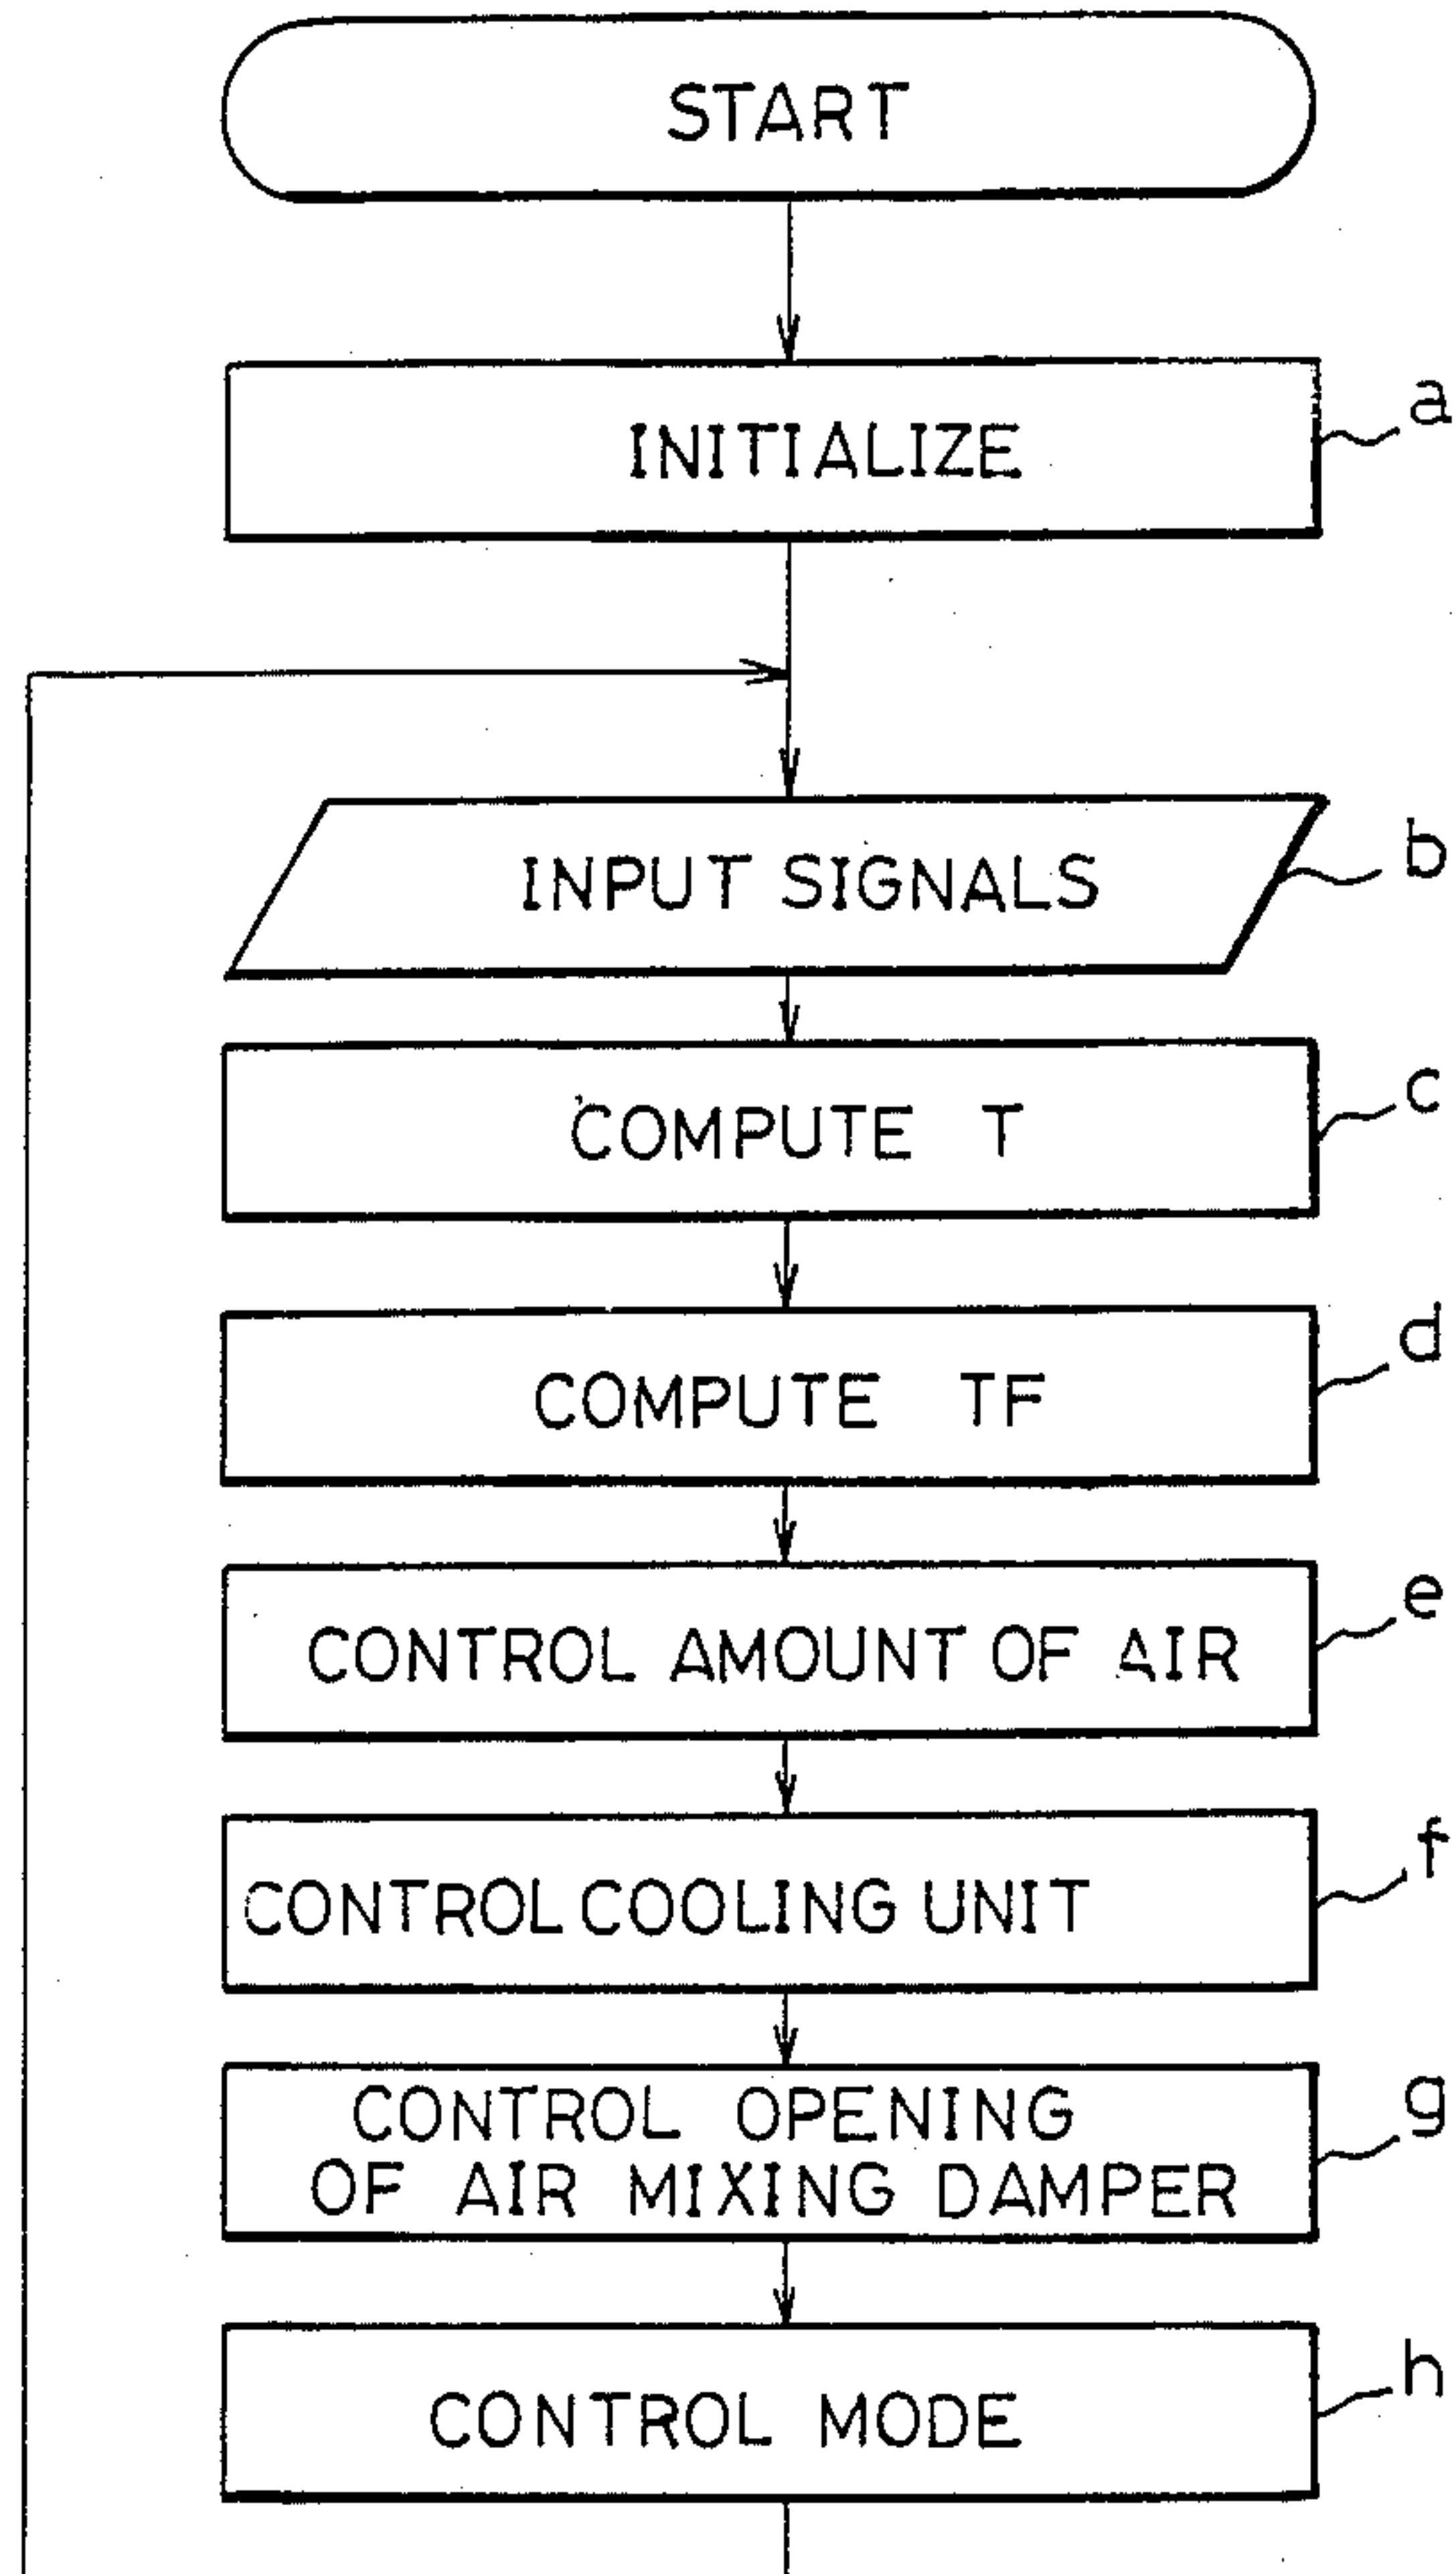 START
INITIALIZE
a
INPUT SIGNALS
b
COMPUTE T
c
COMPUTE TF
d
CONTROL AMOUNT OF AIR
e
CONTROL COOLING UNIT
f
CONTROL OPENING
OF AIR MIXING DAMPER
g
CONTROL MODE
h